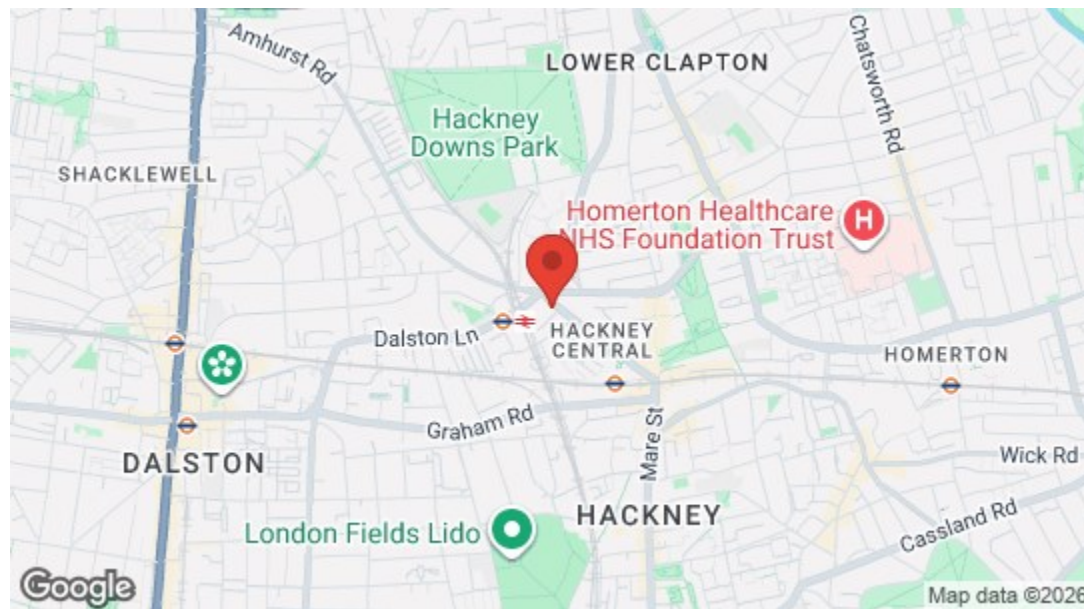 Amhurst Rd
LOWER CLAPTON
Chatsworth Rd
Hackney
Downs Park
SHACKLEWELL
Homerton Healthcare
NHS Foundation Trust
H
Dalston Ln
HACKNEY
CENTRAL
HOMERTON
Graham Rd
Mare St
DALSTON
Wick Rd
London Fields Lido
HACKNEY
Cassland Rd
Google
Map data ©2026